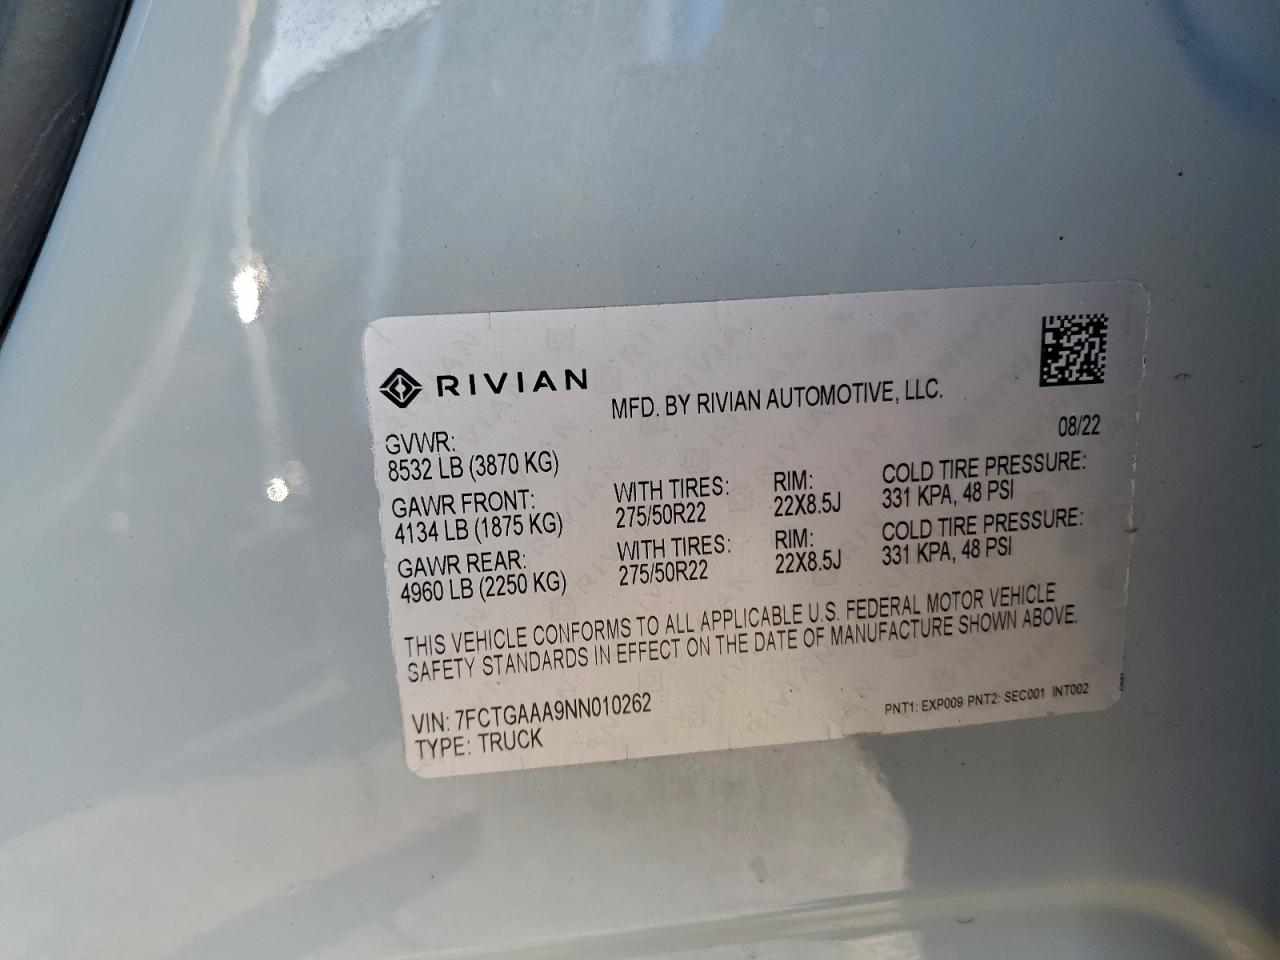 RIVIAN
MFD. BY RIVIAN AUTOMOTIVE, LLC.
08/22
GVWR:
8532 LB (3870 KG)
GAWR FRONT: WITH TIRES: RIM: COLD TIRE PRESSURE:
4134 LB (1875 KG) 275/50R22 22X8.5J 331 KPA, 48 PSI
GAWR REAR: WITH TIRES: RIM: COLD TIRE PRESSURE:
4960 LB (2250 KG) 275/50R22 22X8.5J 331 KPA, 48 PSI
THIS VEHICLE CONFORMS TO ALL APPLICABLE U.S. FEDERAL MOTOR VEHICLE
SAFETY STANDARDS IN EFFECT ON THE DATE OF MANUFACTURE SHOWN ABOVE.
VIN: 7FCTGAAA9NN010262
TYPE: TRUCK
PNT1: EXP009 PNT2: SEC001 INT002